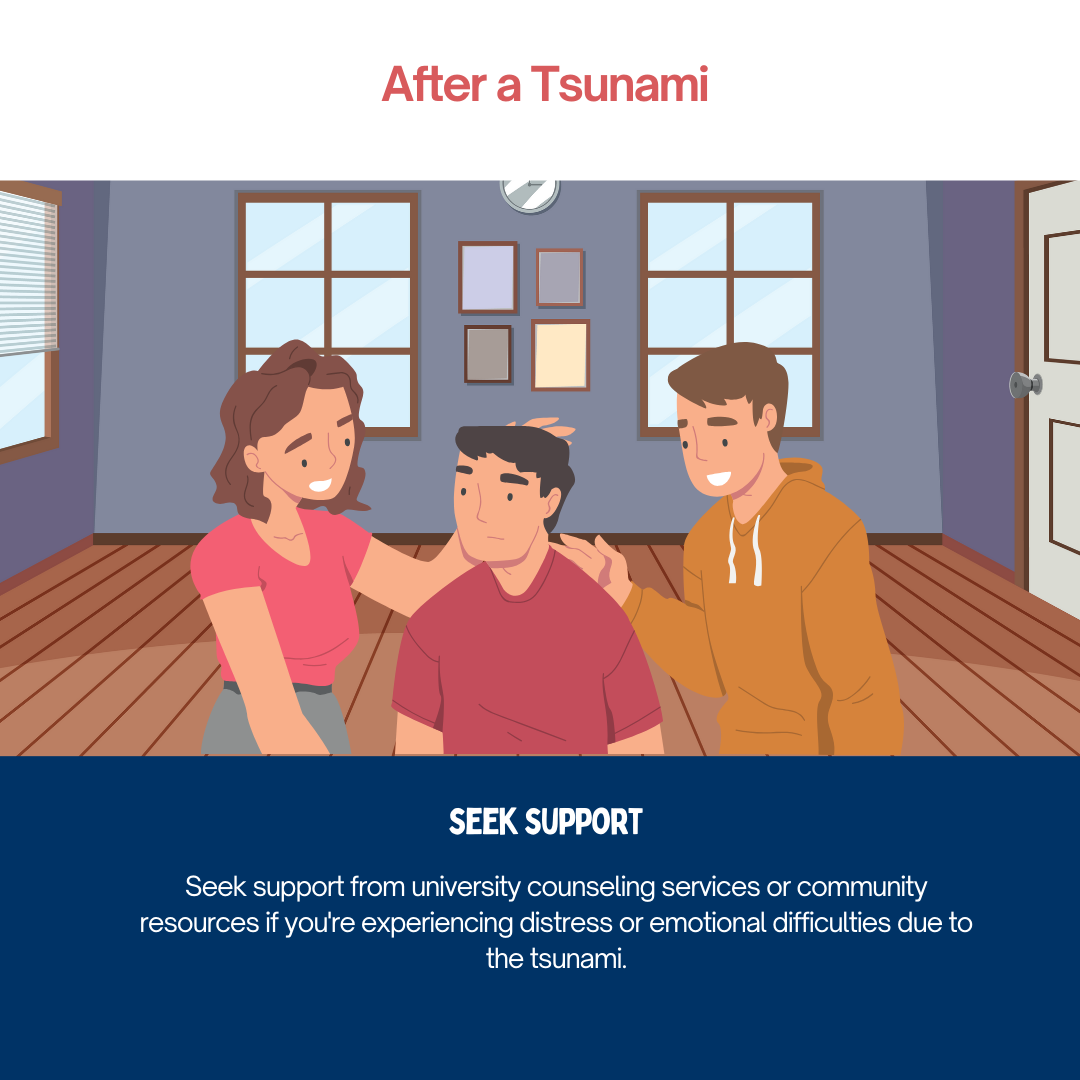 After a Tsunami
SEEK SUPPORT
Seek support from university counseling services or community
resources if you're experiencing distress or emotional difficulties due to
the tsunami.